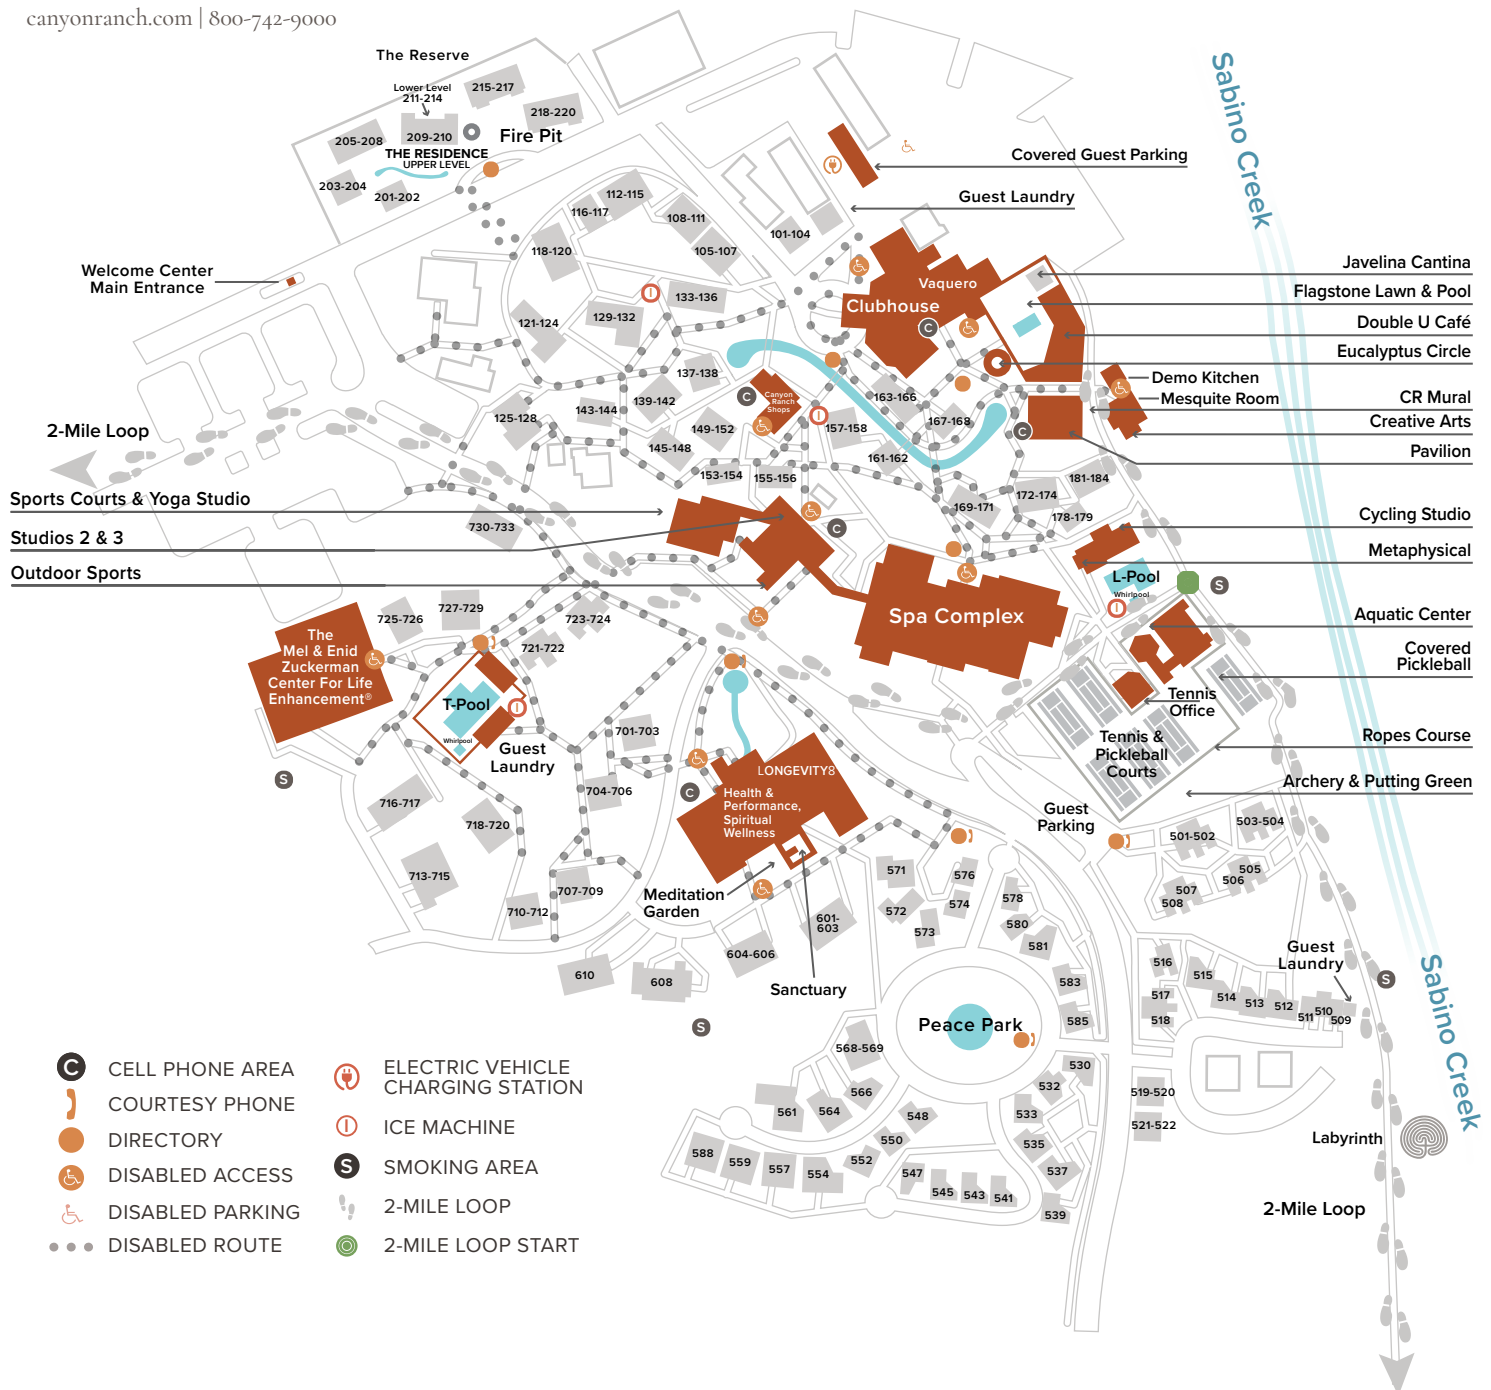 canyonranch.com | 800-742-9000
The Reserve
Lower Level
211-214
215-217
218-220
205-208
209-210
Fire Pit
THE RESIDENCE
UPPER LEVEL
203-204
201-202
Sabino Creek
Covered Guest Parking
Guest Laundry
112-115
116-117
108-111
105-107
118-120
101-104
Welcome Center
Main Entrance
Vaquero
Clubhouse
C
Javelina Cantina
Flagstone Lawn & Pool
Double U Café
Eucalyptus Circle
Demo Kitchen
Mesquite Room
CR Mural
Creative Arts
Pavilion
133-136
129-132
121-124
137-138
139-142
143-144
125-128
145-148
149-152
C
Canyon
Ranch
Shops
157-158
163-166
167-168
161-162
C
153-154
155-156
169-171
172-174
181-184
178-179
2-Mile Loop
Sports Courts & Yoga Studio
Studios 2 & 3
Outdoor Sports
730-733
C
Cycling Studio
Metaphysical
L-Pool
Whirlpool
S
Aquatic Center
Covered
Pickleball
Tennis
Office
Tennis &
Pickleball
Courts
Ropes Course
Archery & Putting Green
Spa Complex
727-729
725-726
723-724
721-722
The
Mel & Enid
Zuckerman
Center For Life
Enhancement®
T-Pool
Whirlpool
Guest
Laundry
S
701-703
704-706
C
LONGEVITY8
Health &
Performance,
Spiritual
Wellness
716-717
718-720
713-715
707-709
710-712
Meditation
Garden
Sanctuary
601-
603
604-606
608
610
S
Guest
Parking
501-502
503-504
505
506
507
508
571
572
573
574
576
578
580
581
583
585
516
515
517
518
514
513
512
511
510
509
Guest
Laundry
S
Sabino Creek
Peace Park
568-569
566
564
561
548
550
552
554
557
559
588
547
545
543
541
539
537
535
533
532
530
519-520
521-522
Labyrinth
2-Mile Loop
C CELL PHONE AREA
COURTESY PHONE
DIRECTORY
DISABLED ACCESS
DISABLED PARKING
DISABLED ROUTE
ELECTRIC VEHICLE
CHARGING STATION
ICE MACHINE
S SMOKING AREA
2-MILE LOOP
2-MILE LOOP START